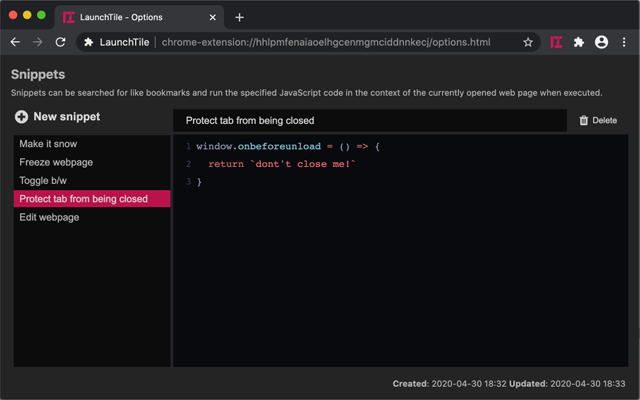 LaunchTile - Options
LaunchTile
chrome-extension://hhlpmfenaiaoelhgcenmgmciddnnkecj/options.html
Snippets
Snippets can be searched for like bookmarks and run the specified JavaScript code in the context of the currently opened web page when executed.
New snippet
Make it snow
Freeze webpage
Toggle b/w
Protect tab from being closed
Edit webpage
Protect tab from being closed
Delete
1 window.onbeforeunload = () => {
2 return `dont't close me!`
3 }
Created: 2020-04-30 18:32 Updated: 2020-04-30 18:33